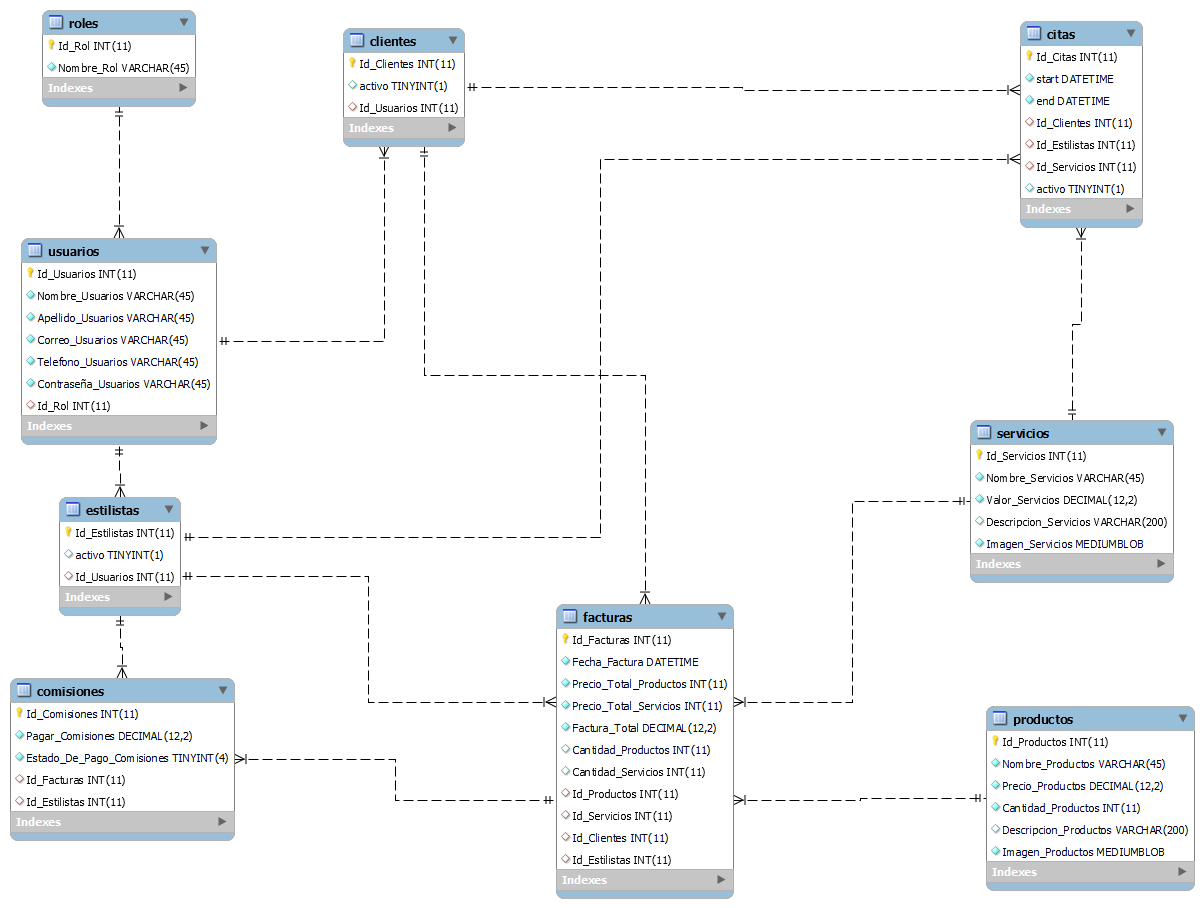 roles
Id_Rol INT(11)
Nombre_Rol VARCHAR(45)
Indexes
clientes
Id_Clientes INT(11)
activo TINYINT(1)
Id_Usuarios INT(11)
Indexes
citas
Id_Citas INT(11)
start DATETIME
end DATETIME
Id_Clientes INT(11)
Id_Estilistas INT(11)
Id_Servicios INT(11)
activo TINYINT(1)
Indexes
usuarios
Id_Usuarios INT(11)
Nombre_Usuarios VARCHAR(45)
Apellido_Usuarios VARCHAR(45)
Correo_Usuarios VARCHAR(45)
Telefono_Usuarios VARCHAR(45)
Contraseña_Usuarios VARCHAR(45)
Id_Rol INT(11)
Indexes
servicios
Id_Servicios INT(11)
Nombre_Servicios VARCHAR(45)
Valor_Servicios DECIMAL(12,2)
Descripcion_Servicios VARCHAR(200)
Imagen_Servicios MEDIUMBLOB
Indexes
estilistas
Id_Estilistas INT(11)
activo TINYINT(1)
Id_Usuarios INT(11)
Indexes
facturas
Id_Facturas INT(11)
Fecha_Factura DATETIME
Precio_Total_Productos INT(11)
Precio_Total_Servicios INT(11)
Factura_Total DECIMAL(12,2)
Cantidad_Productos INT(11)
Cantidad_Servicios INT(11)
Id_Productos INT(11)
Id_Servicios INT(11)
Id_Clientes INT(11)
Id_Estilistas INT(11)
Indexes
comisiones
Id_Comisiones INT(11)
Pagar_Comisiones DECIMAL(12,2)
Estado_De_Pago_Comisiones TINYINT(4)
Id_Facturas INT(11)
Id_Estilistas INT(11)
Indexes
productos
Id_Productos INT(11)
Nombre_Productos VARCHAR(45)
Precio_Productos DECIMAL(12,2)
Cantidad_Productos INT(11)
Descripcion_Productos VARCHAR(200)
Imagen_Productos MEDIUMBLOB
Indexes